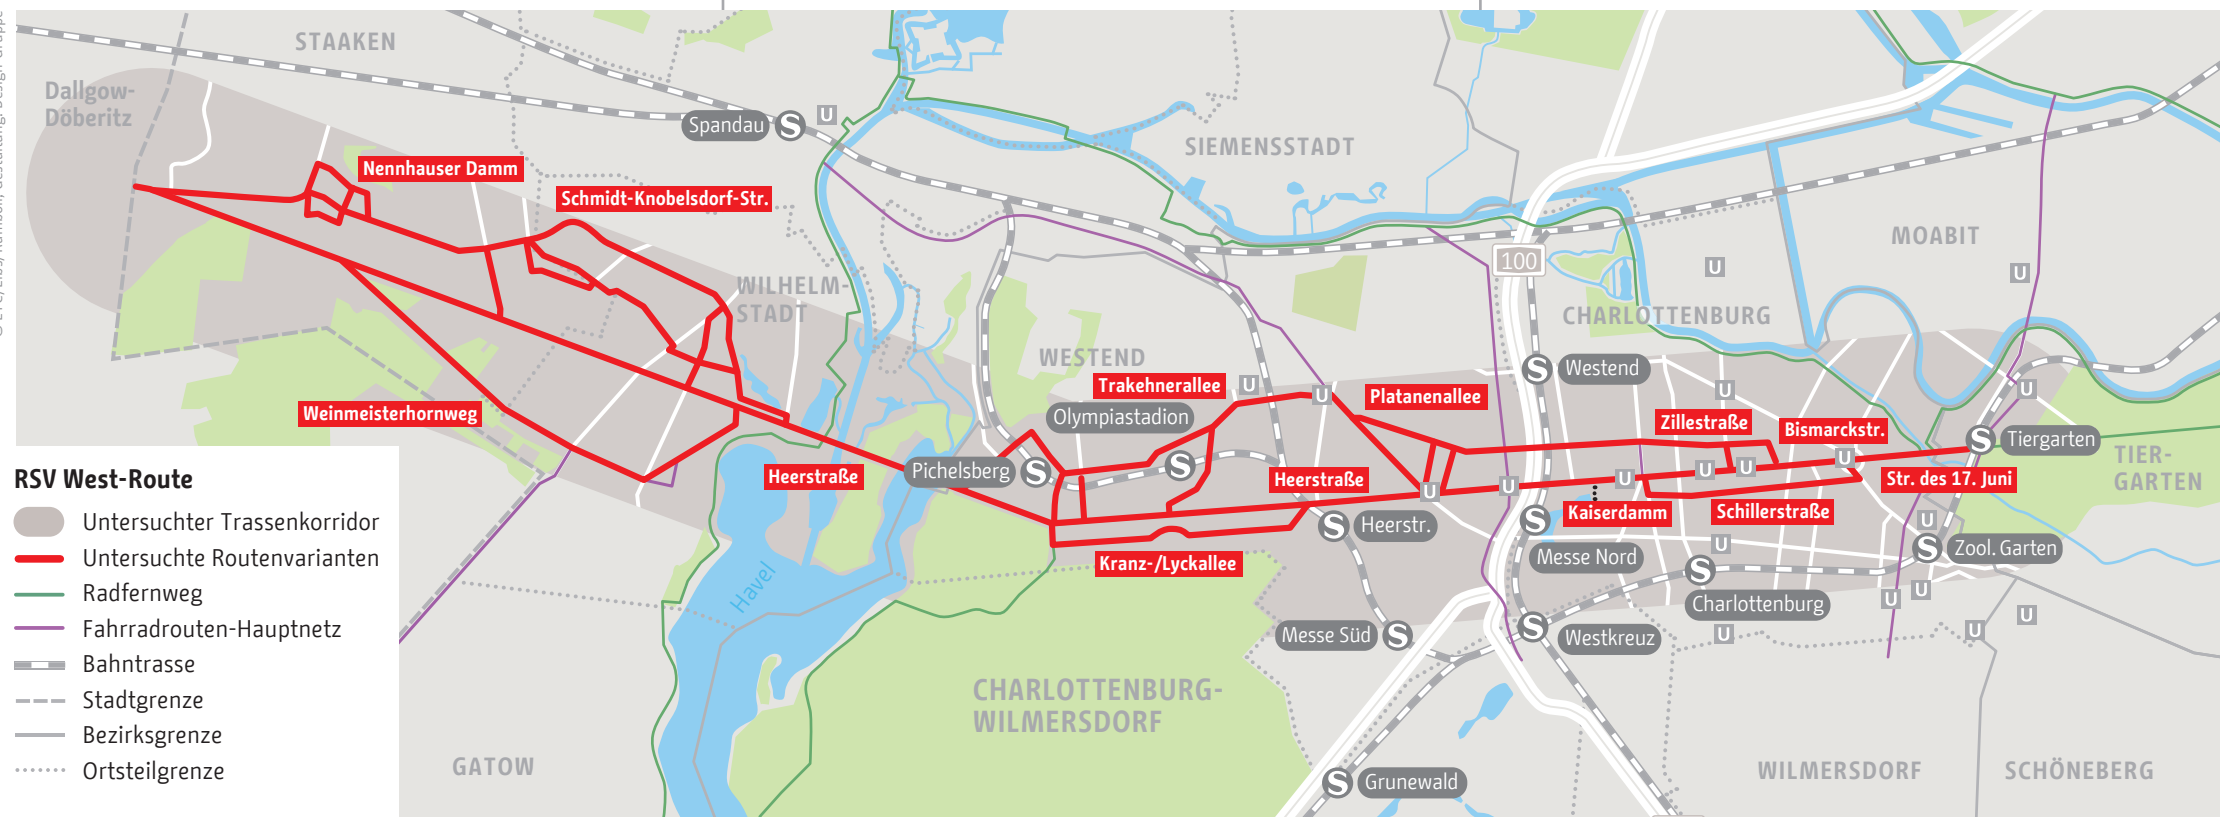 STAAKEN
Dallgow-
Döberitz
Spandau
S
U
SIEMENSSTADT
Nennhauser Damm
Schmidt-Knobelsdorf-Str.
WILHELM-
STADT
MOABIT
U
U
100
CHARLOTTENBURG
WESTEND
S
Westend
Trakehnerallee
U
U
Platanenallee
U
U
Weinmeisterhornweg
Olympiastadion
Zillestraße
Bismarckstr.
S
Tiergarten
TIER-
GARTEN
Pichelsberg
S
S
Heerstraße
Heerstraße
U
U
U
U
U
U
Str. des 17. Juni
Kaiserdamm
Schillerstraße
S
Heerstr.
S
Messe Nord
U
U
S
Zool. Garten
Kranz-/Lyckallee
S
Charlottenburg
U
U
U
U
Havel
Messe Süd
S
S
Westkreuz
U
CHARLOTTENBURG-
WILMERSDORF
GATOW
S
Grunewald
WILMERSDORF
SCHÖNEBERG
RSV West-Route
Untersuchter Trassenkorridor
Untersuchte Routenvarianten
Radfernweg
Fahrradrouten-Hauptnetz
Bahntrasse
Stadtgrenze
Bezirksgrenze
Ortsteilgrenze